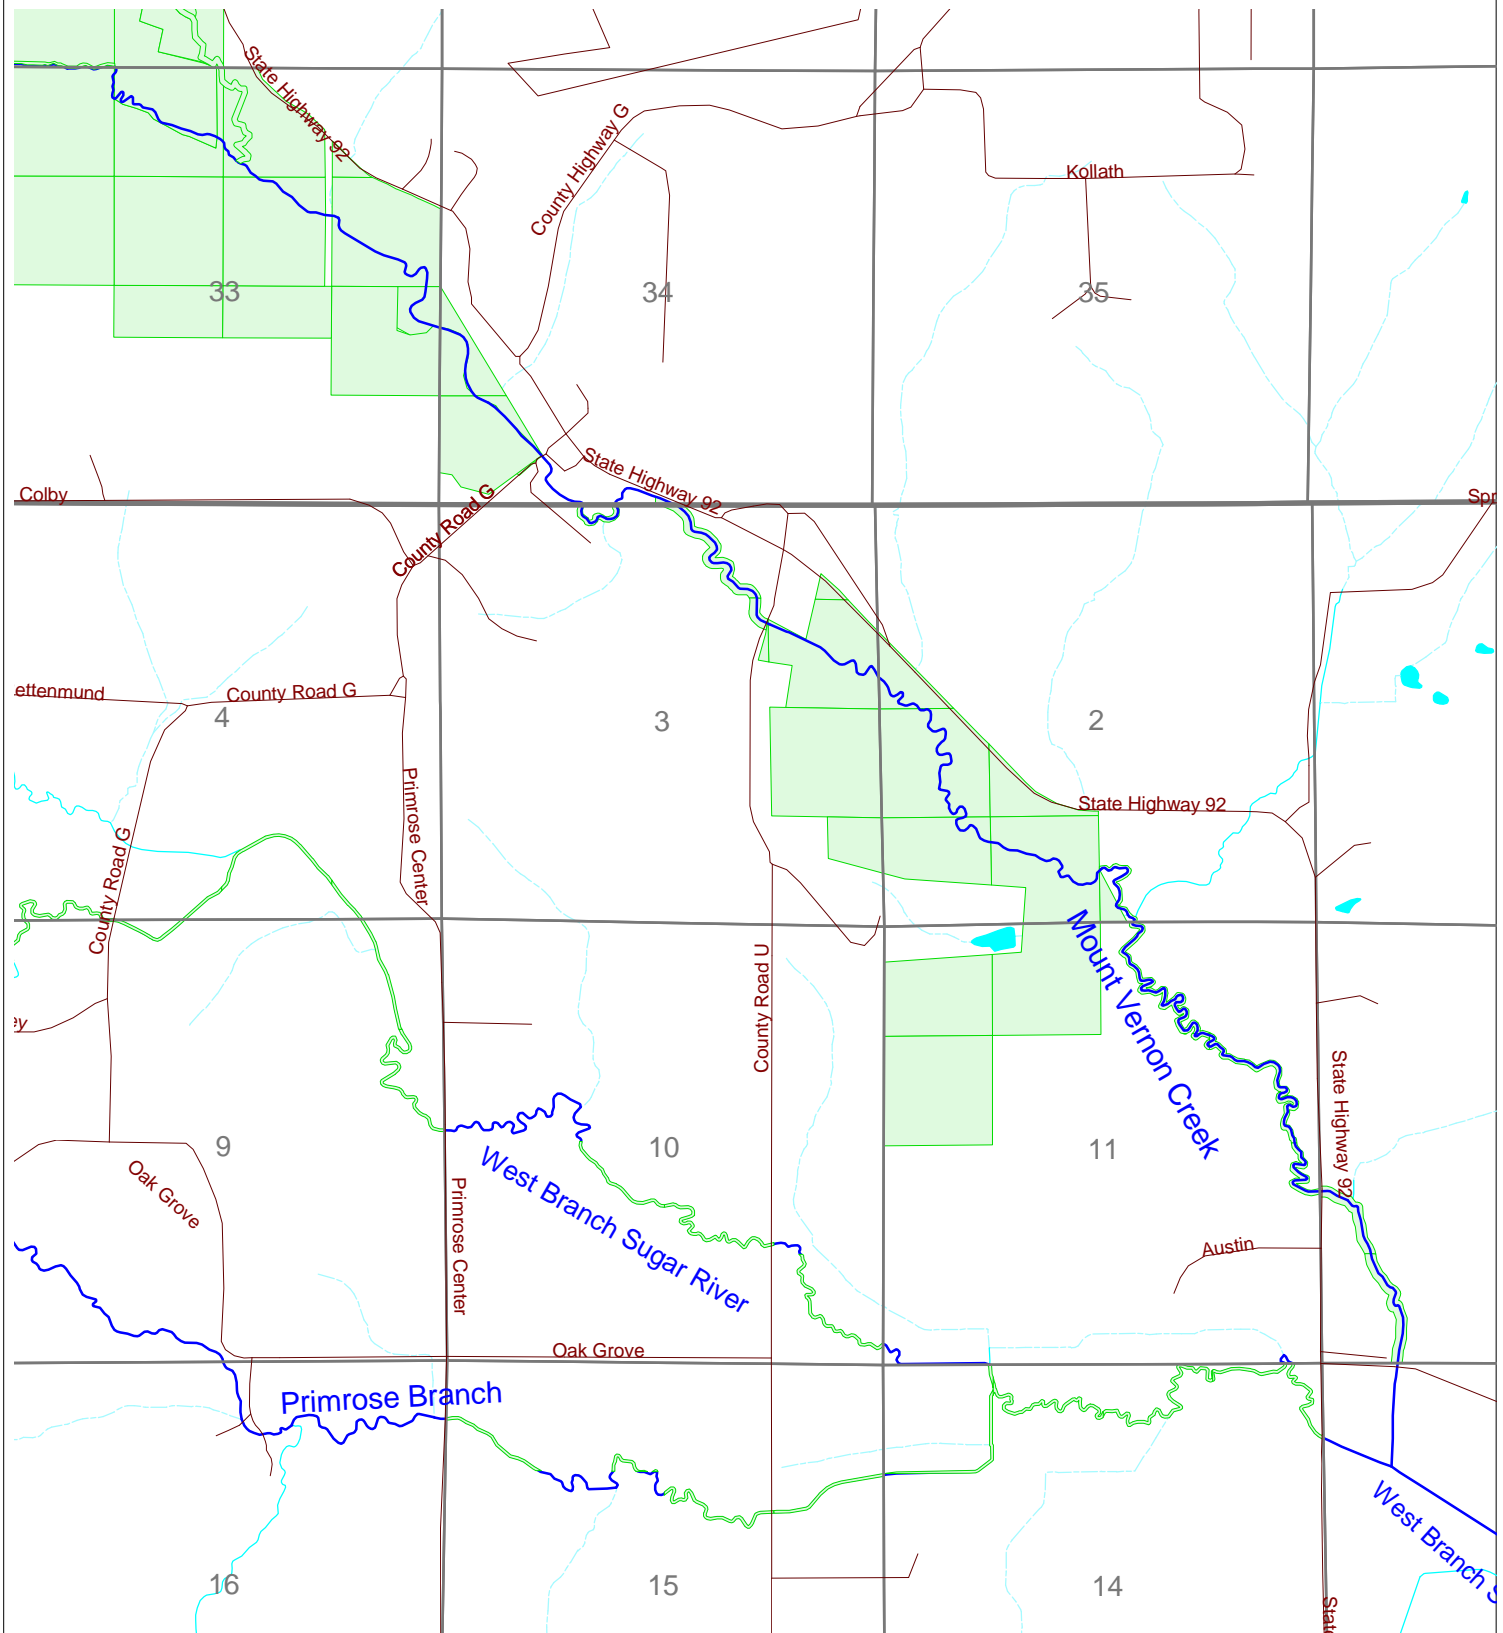 State Highway 92
County Highway G
Kollath
33
34
35
State Highway 92
Colby
County Road G
Spr
ettenmund
County Road G
4
3
2
Primrose Center
State Highway 92
County Road G
County Road U
Mount Vernon Creek
ey
State Highway 92
9
10
11
Oak Grove
West Branch Sugar River
Primrose Center
Austin
Oak Grove
Primrose Branch
West Branch S
16
15
14
Stat